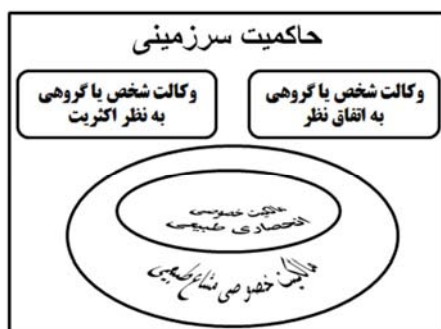 حاکمیت سرزمینی
وکالت شخص یا گروهی
به اتفاق نظر
وکالت شخص یا گروهی
به نظر اکثریت
مالکیت خصوصی
انحصاری طبیعی
مالکیت خصوصی مشاع طبیعی